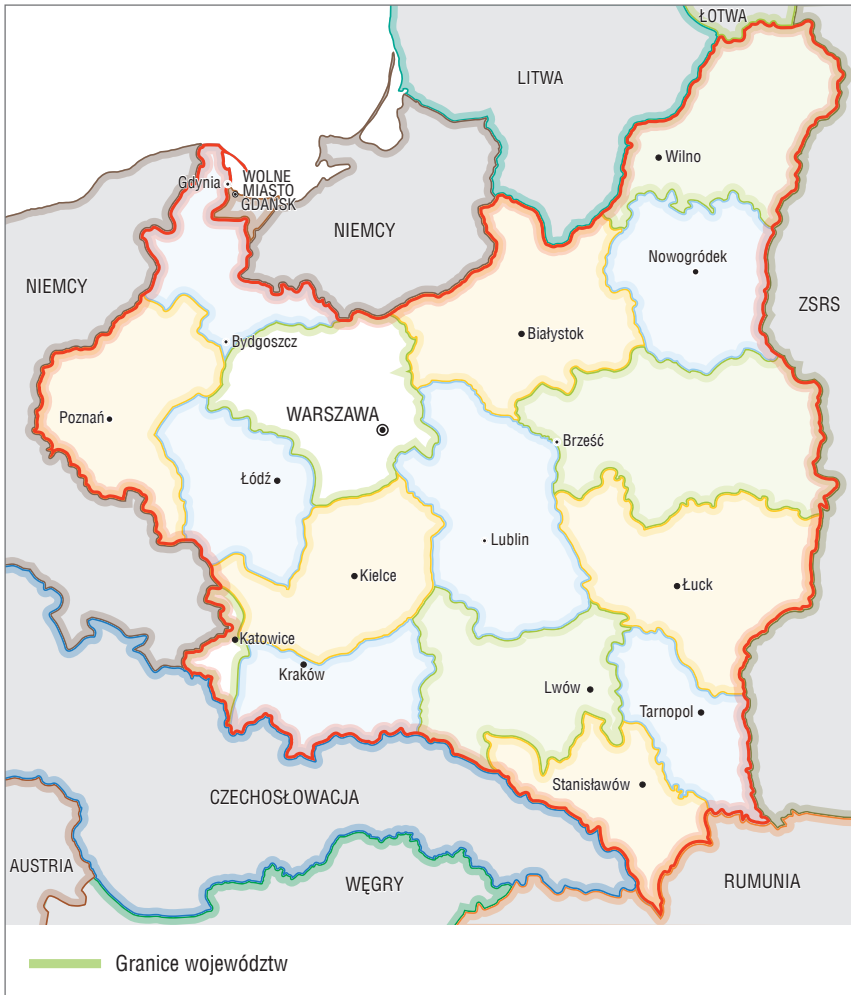 ŁOTWA
LITWA
Wilno
Gdynia
WOLNE
MIASTO
GDAŃSK
NIEMCY
Nowogródek
NIEMCY
ZSRS
Białystok
Bydgoszcz
WARSZAWA
Poznań
Brześć
Łódź
Lublin
Kielce
Łuck
Katowice
Kraków
Lwów
Tarnopol
Stanisławów
CZECHOSŁOWACJA
AUSTRIA
WĘGRY
RUMUNIA
Granice województw